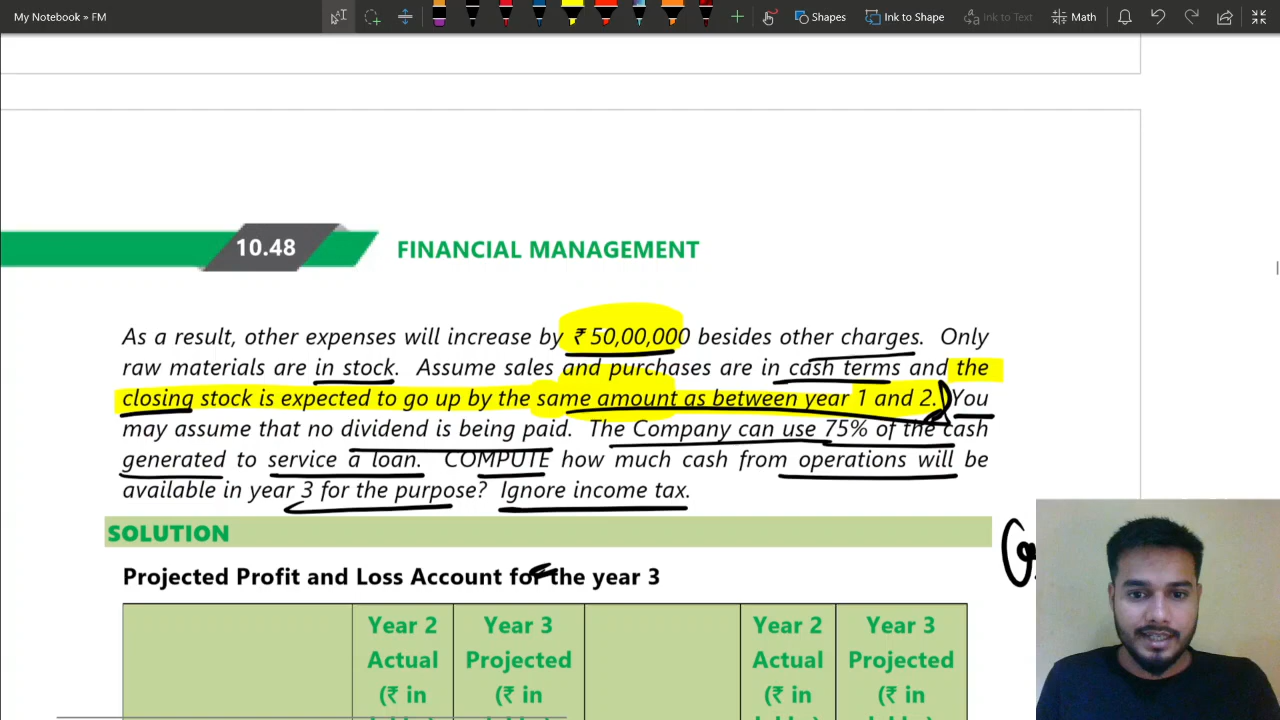 My Notebook » FM
Shapes
Ink to Shape
Ink to Text
Math
10.48
FINANCIAL MANAGEMENT
As a result, other expenses will increase by ₹ 50,00,000 besides other charges. Only
raw materials are in stock. Assume sales and purchases are in cash terms and the
closing stock is expected to go up by the same amount as between year 1 and 2. You
may assume that no dividend is being paid. The Company can use 75% of the cash
generated to service a loan. COMPUTE how much cash from operations will be
available in year 3 for the purpose? Ignore income tax.
SOLUTION
Projected Profit and Loss Account for the year 3
Year 2 Year 3 Year 2 Year 3
Actual Projected Actual Projected
(₹ in (₹ in (₹ in (₹ in